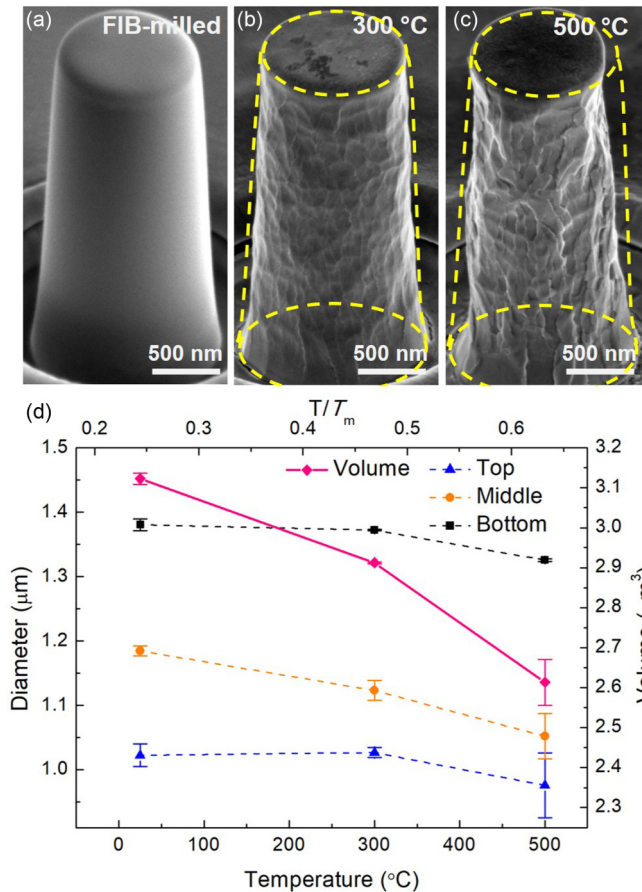 (a) FIB-milled
500 nm
(b) 300 °C
500 nm
(c) 500 °C
500 nm
(d) T/Tm
0.2 0.3 0.4 0.5 0.6
1.5 3.2
Volume Top
3.1
1.4 Middle
3.0
Bottom
1.3 2.9
2.8
1.2 2.7
2.6
1.1
2.5
1.0 2.4
2.3
Diameter (μm)
0 100 200 300 400 500
Temperature (°C)